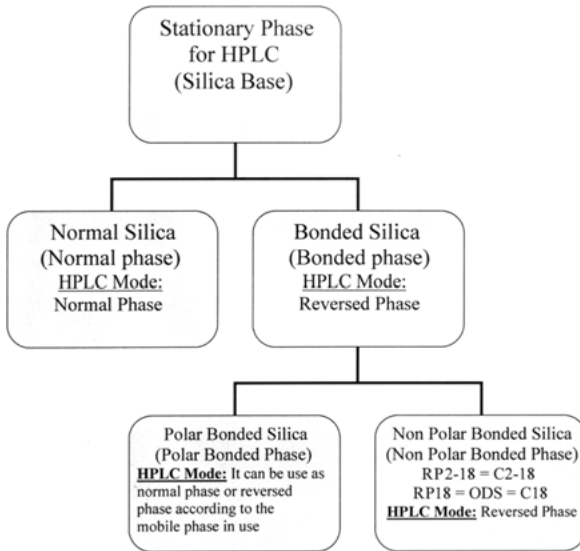 Stationary Phase
for HPLC
(Silica Base)
Normal Silica
(Normal phase)
HPLC Mode:
Normal Phase
Bonded Silica
(Bonded phase)
HPLC Mode:
Reversed Phase
Polar Bonded Silica
(Polar Bonded Phase)
HPLC Mode: It can be use as
normal phase or reversed
phase according to the
mobile phase in use
Non Polar Bonded Silica
(Non Polar Bonded Phase)
RP2-18 = C2-18
RP18 = ODS = C18
HPLC Mode: Reversed Phase